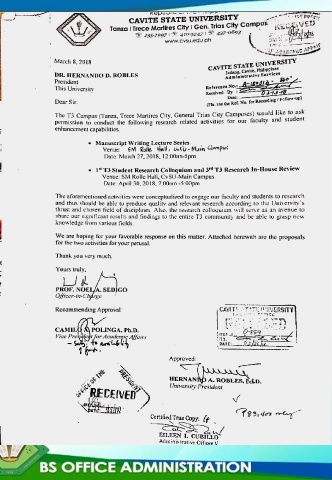 CAVITE STATE UNIVERSITY
Tanza | Trece Martires City | Gen. Trias City Campus
www.cvsu.edu.ph
CAVITE STATE UNIVERSITY
Indang, Cavite, Philippines
Administrative Services
Reference No.:
Received By
Date:
(Pls. use the Ref. No. for Recording / Follow-up)
March 8, 2018
DR. HERNANDO D. ROBLES
President
This University
Dear Sir:
The T3 Campus (Tanza, Trece Martires City, General Trias City Campuses) would like to ask
permission to conduct the following research related activities for our faculty and student
enhancement capabilities.
• Manuscript Writing Lecture Series
Venue: SM Rolle Hall, CvSU-Main Campus
Date: March 27, 2018, 12:00nn-5pm
• 1st T3 Student Research Colloquium and 3rd T3 Research In-House Review
Venue: SM Rolle Hall, CvSU-Main Campus
Date: April 30, 2018, 7:00am -5:00pm
The aforementioned activities were conceptualized to engage our faculty and students to research
and thus should be able to produce quality and relevant research according to the University's
thrust and chosen field of discipline. Also, the research colloquium will serve as an avenue to
share our significant results and findings to the entire T3 community and to be able to grasp new
knowledge from various fields.
We are hoping for your favorable response on this matter. Attached herewith are the proposals
for the two activities for your perusal.
Thank you very much.
Yours truly,
PROF. NOEL A. SEDIGO
Officer-in-Charge
Recommending Approval:
CAMILO A. POLINGA, Ph.D
Vice President for Academic Affairs
CAVITE STATE UNIVERSITY
DATE
Approved:
HERNANDO D. ROBLES, Ed.D.
University President
OFFICE OF THE PRESIDENT
RECEIVED
Certified True Copy:
EILEEN L. CUBILLO
Administrative Officer V
BS OFFICE ADMINISTRATION